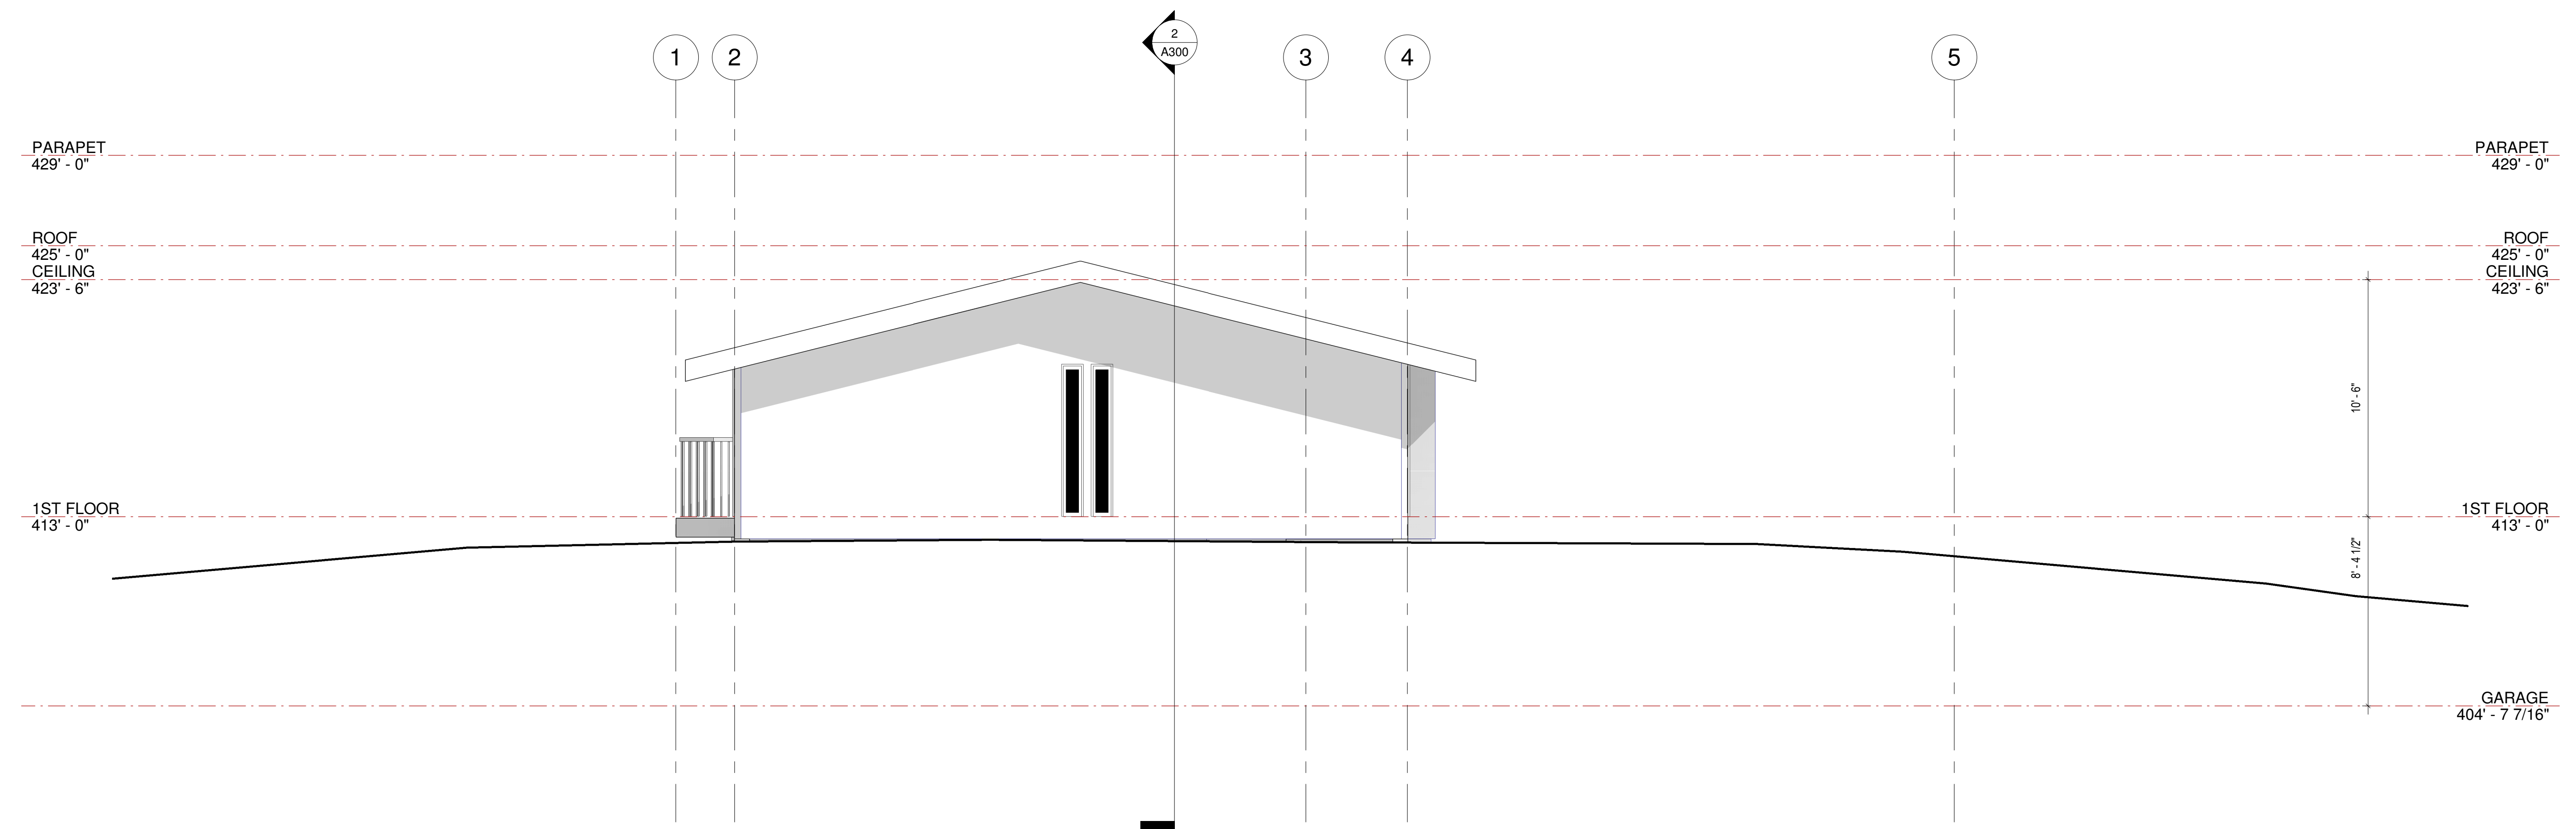 2
1 2 A300 3 4 5
PARAPET PARAPET
429' - 0" 429' - 0"
ROOF ROOF
425' - 0" 425' - 0"
CEILING CEILING
423' - 6" 423' - 6"
10' - 6"
1ST FLOOR 1ST FLOOR
413' - 0" 413' - 0"
8' - 4 1/2"
GARAGE
404' - 7 7/16"